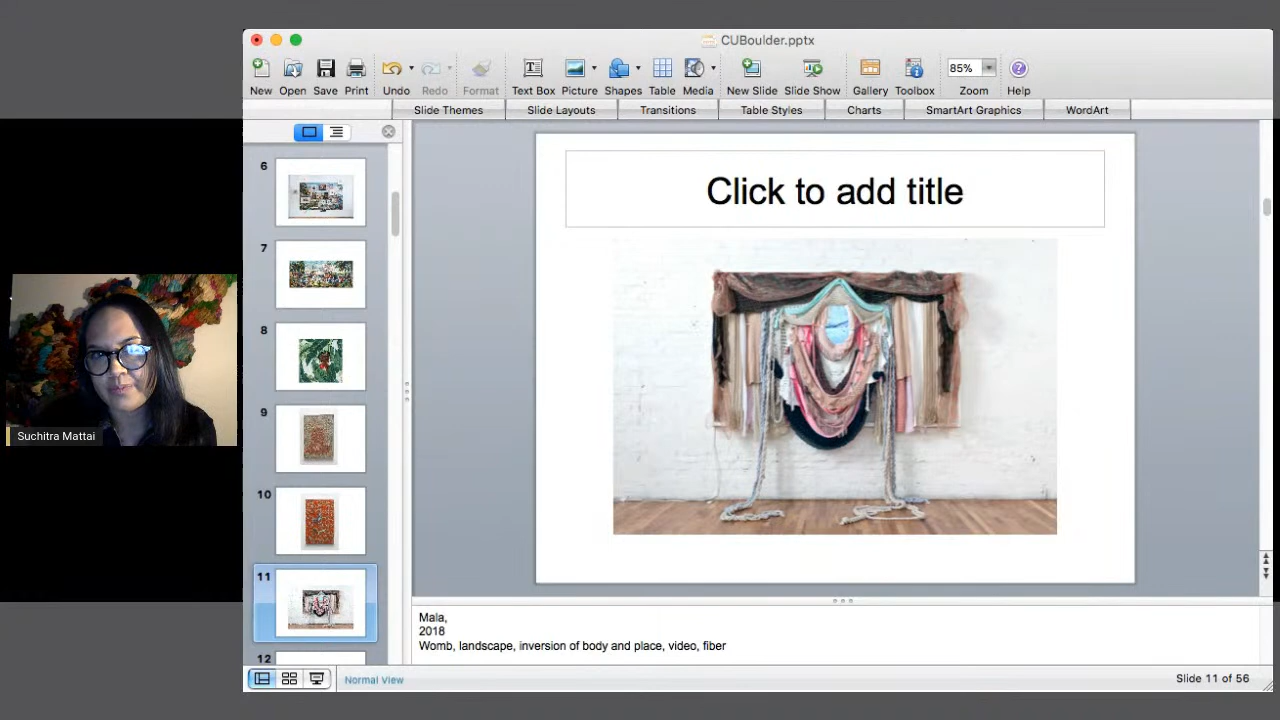 CUBoulder.pptx
New Open Save Print Undo Redo Format Text Box Picture Shapes Table Media New Slide Slide Show Gallery Toolbox Zoom Help
85%
Slide Themes Slide Layouts Transitions Table Styles Charts SmartArt Graphics WordArt
6
7
8
9
10
11
12
Click to add title
Suchitra Mattai
Mala,
2018
Womb, landscape, inversion of body and place, video, fiber
Normal View
Slide 11 of 56